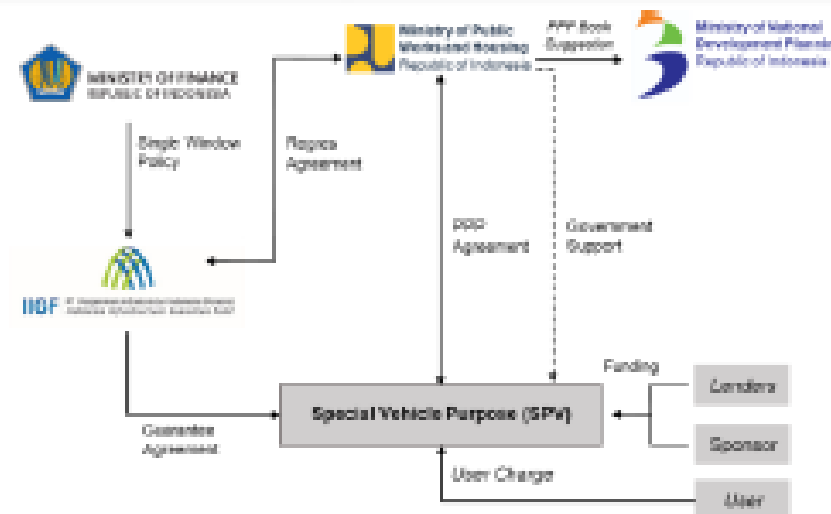 Ministry of Public
Works and Housing
Republic of Indonesia
PPP Book
Suggestion
Ministry of National
Development Planning
Republic of Indonesia
MINISTRY OF FINANCE
REPUBLIC OF INDONESIA
Single Window
Policy
Regres
Agreement
PPP
Agreement
Government
Support
IIGF
Funding
Lenders
Special Vehicle Purpose (SPV)
Guarantee
Agreement
Sponsor
User Charge
User